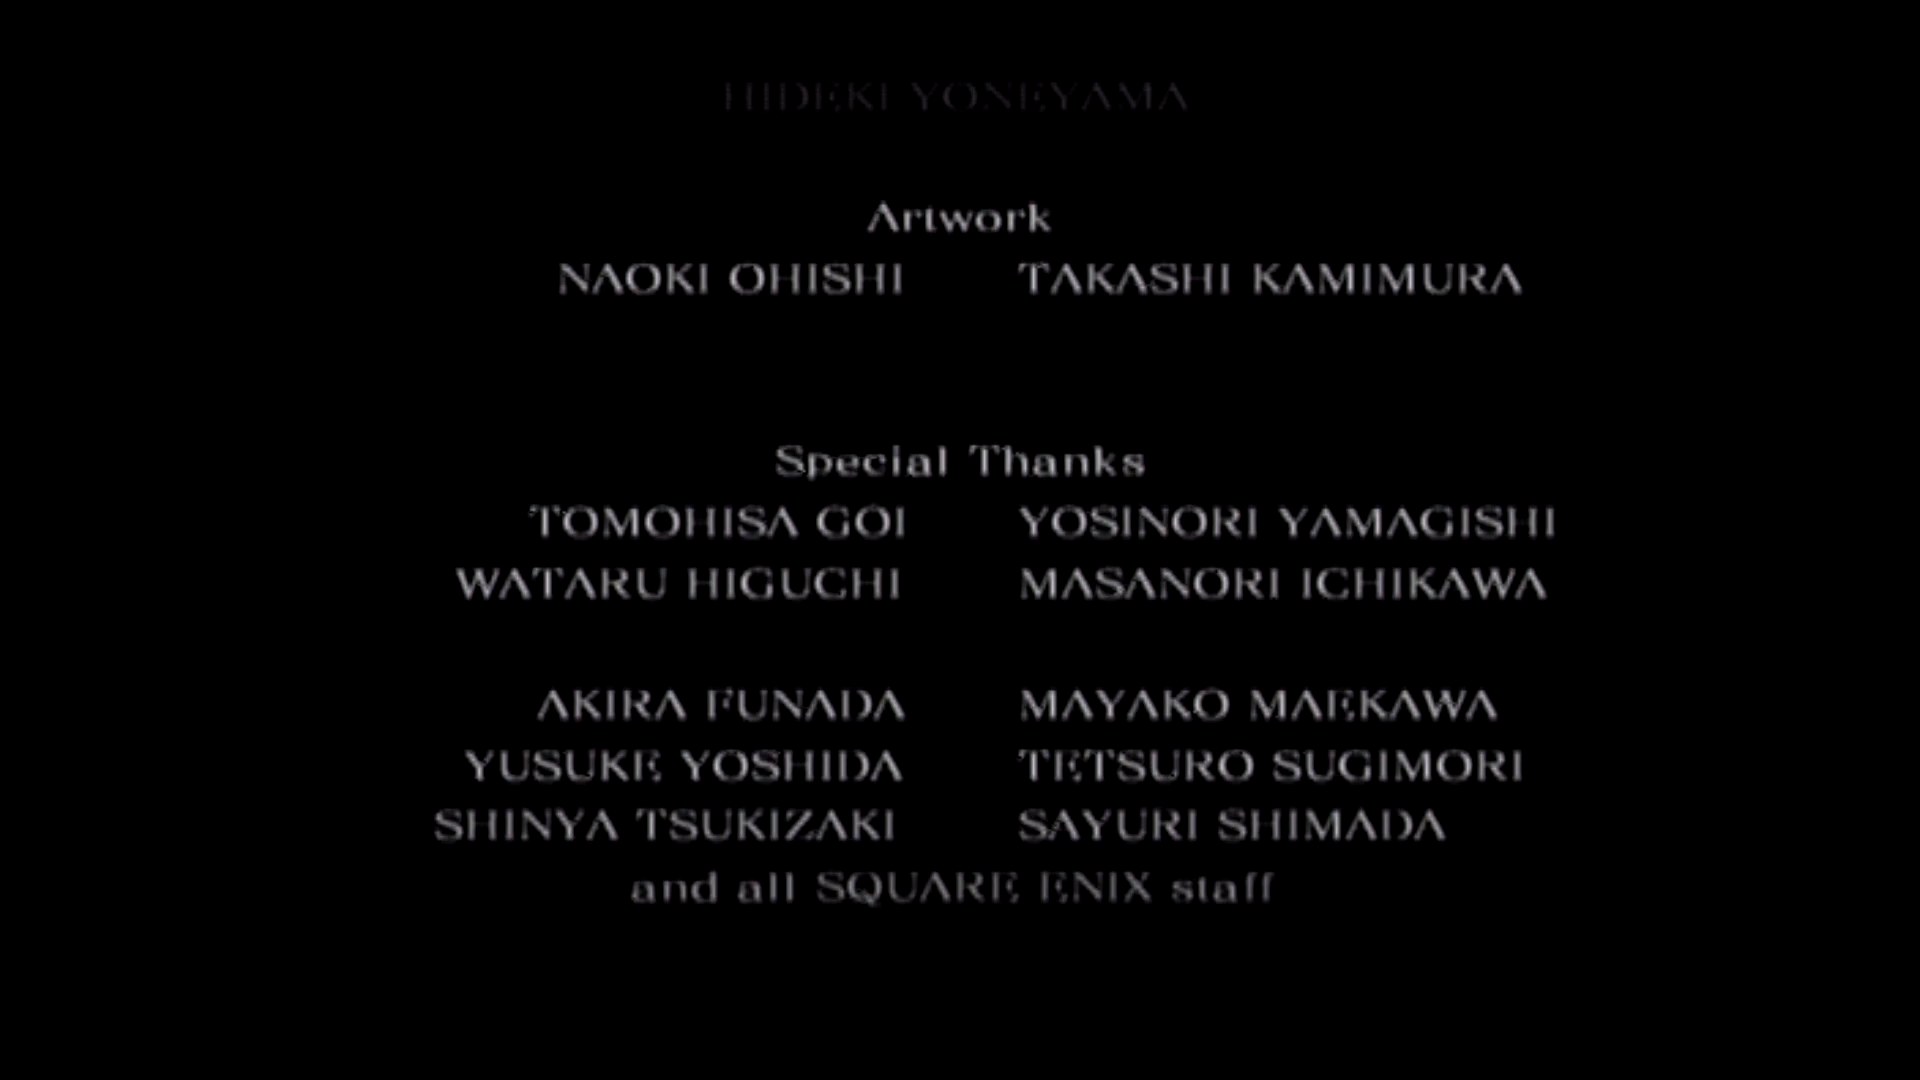 HIDEKI YONEYAMA
Artwork
NAOKI OHISHI TAKASHI KAMIMURA
Special Thanks
TOMOHISA GOI YOSINORI YAMAGISHI
WATARU HIGUCHI MASANORI ICHIKAWA
AKIRA FUNADA MAYAKO MAEKAWA
YUSUKE YOSHIDA TETSURO SUGIMORI
SHINYA TSUKIZAKI SAYURI SHIMADA
and all SQUARE ENIX staff